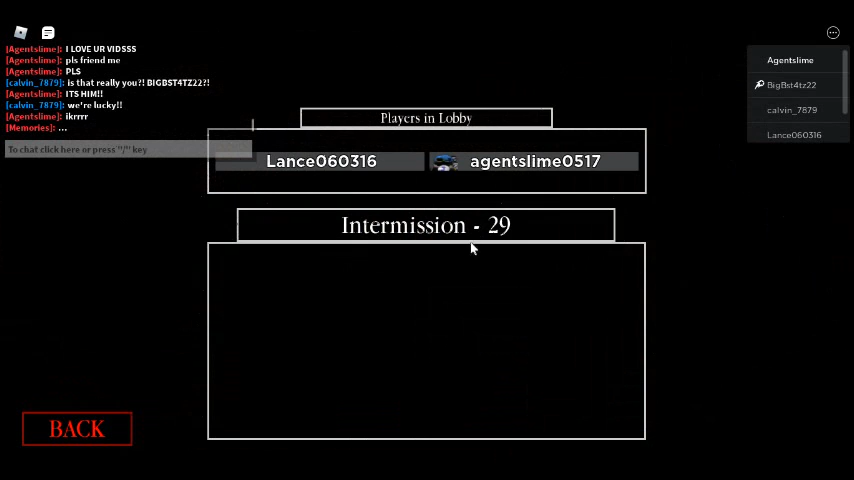 [Agentslime]: I LOVE UR VIDSSS
[Agentslime]: pls friend me
[Agentslime]: PLS
[calvin_7879]: is that really you?! BIGBST4TZ22?!
[Agentslime]: ITS HIM!!
[calvin_7879]: we're lucky!!
[Agentslime]: ikrrrr
[Memories]: ...
To chat click here or press "/" key
Agentslime
BigBst4tz22
calvin_7879
Lance060316
Players in Lobby
Lance060316 agentslime0517
Intermission - 29
BACK